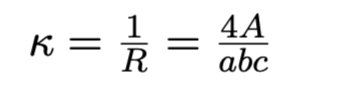 κ = 1/R = 4A/abc